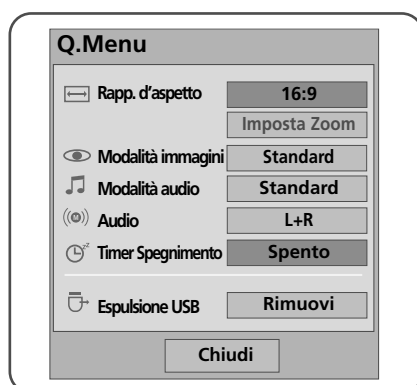 Q.Menu
Rapp. d'aspetto 16:9
Imposta Zoom
Modalità immagini Standard
Modalità audio Standard
Audio L+R
Timer Spegnimento Spento
Espulsione USB Rimuovi
Chiudi